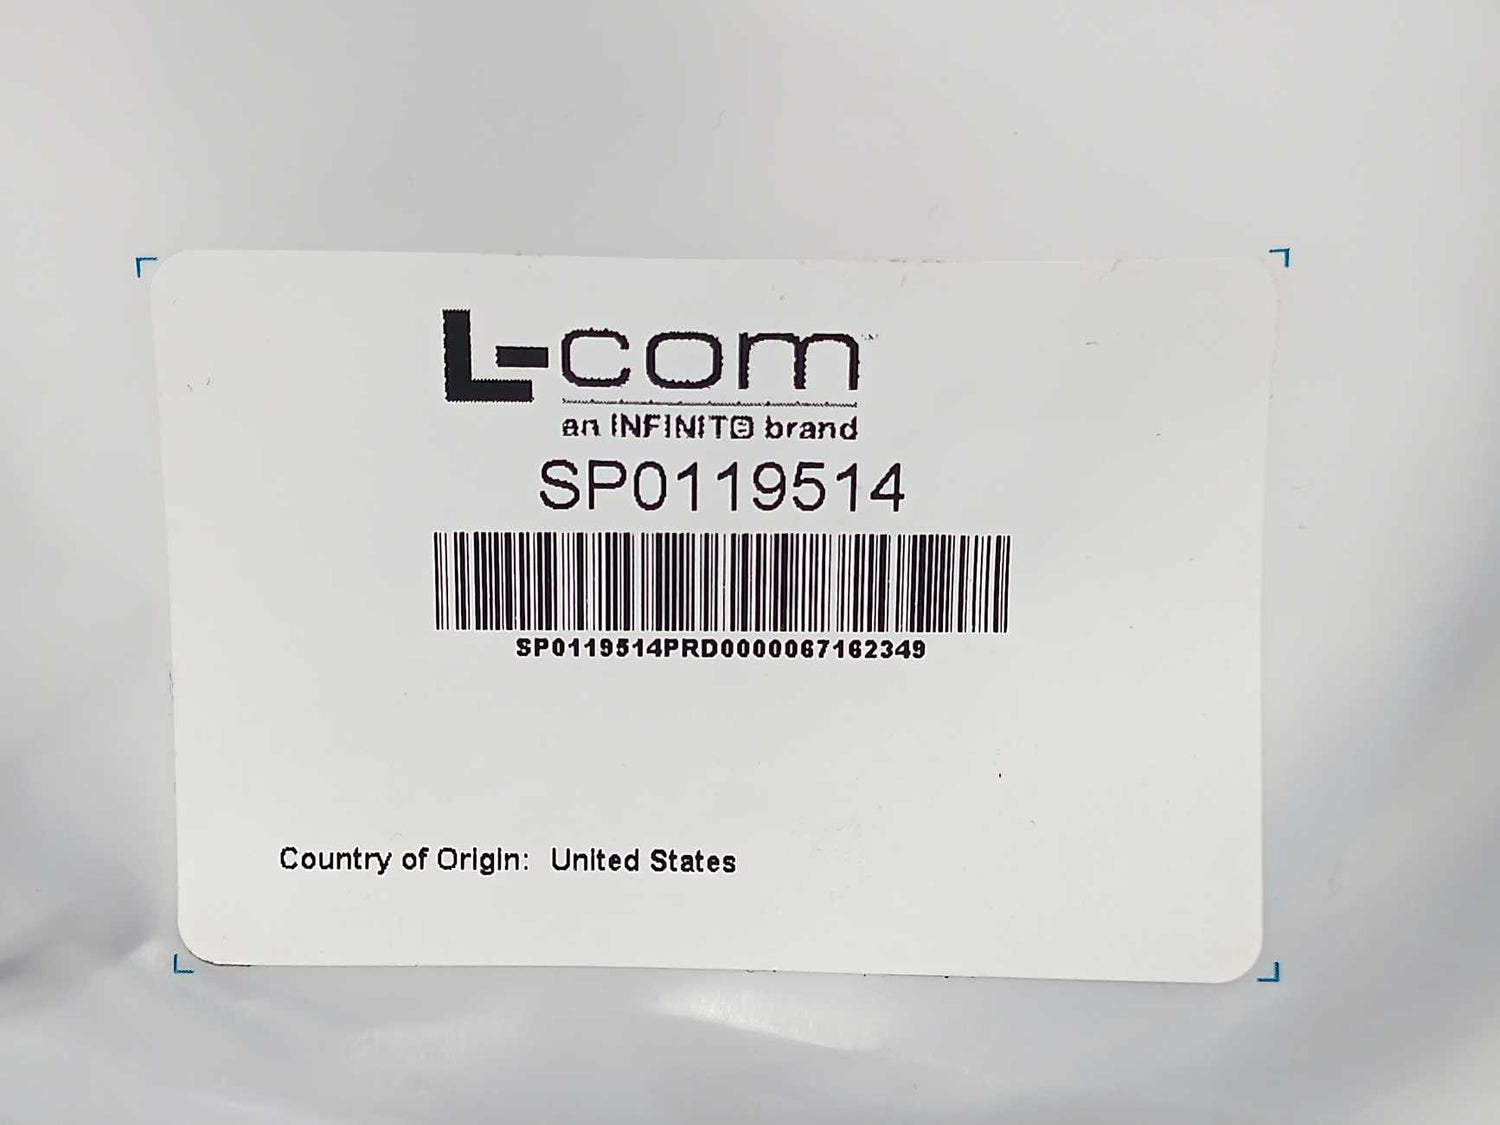 L-com
an INFINITE brand
SP0119514
SP0119514PRD0000067162349
Country of Origin: United States